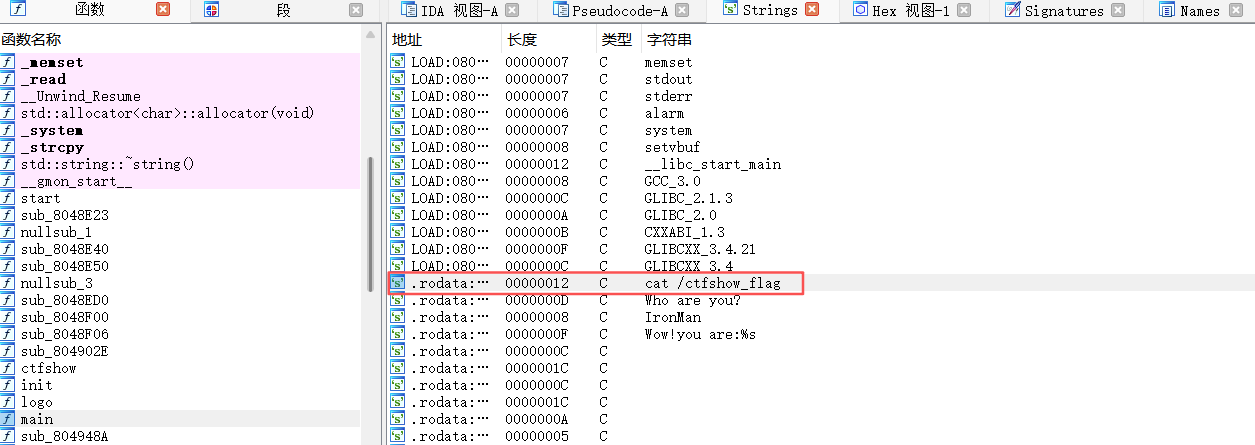 函数
段
IDA 视图-A
Pseudocode-A
Strings
Hex 视图-1
Signatures
Names
函数名称
_memset
_read
__Unwind_Resume
std::allocator<char>::allocator(void)
_system
_strcpy
std::string::~string()
__gmon_start__
start
sub_8048E23
nullsub_1
sub_8048E40
sub_8048E50
nullsub_3
sub_8048ED0
sub_8048F00
sub_8048F06
sub_804902E
ctfshow
init
logo
main
sub_804948A
地址 长度 类型 字符串
LOAD:080… 00000007 C memset
LOAD:080… 00000007 C stdout
LOAD:080… 00000007 C stderr
LOAD:080… 00000006 C alarm
LOAD:080… 00000007 C system
LOAD:080… 00000008 C setvbuf
LOAD:080… 00000012 C __libc_start_main
LOAD:080… 00000008 C GCC_3.0
LOAD:080… 0000000C C GLIBC_2.1.3
LOAD:080… 0000000A C GLIBC_2.0
LOAD:080… 0000000B C CXXABI_1.3
LOAD:080… 0000000F C GLIBCXX_3.4.21
LOAD:080… 0000000C C GLIBCXX_3.4
.rodata:… 00000012 C cat /ctfshow_flag
.rodata:… 0000000D C Who are you?
.rodata:… 00000008 C IronMan
.rodata:… 0000000F C Wow!you are:%s
.rodata:… 0000000C C
.rodata:… 0000001C C
.rodata:… 0000000C C
.rodata:… 0000001C C
.rodata:… 0000000A C
.rodata:… 00000005 C